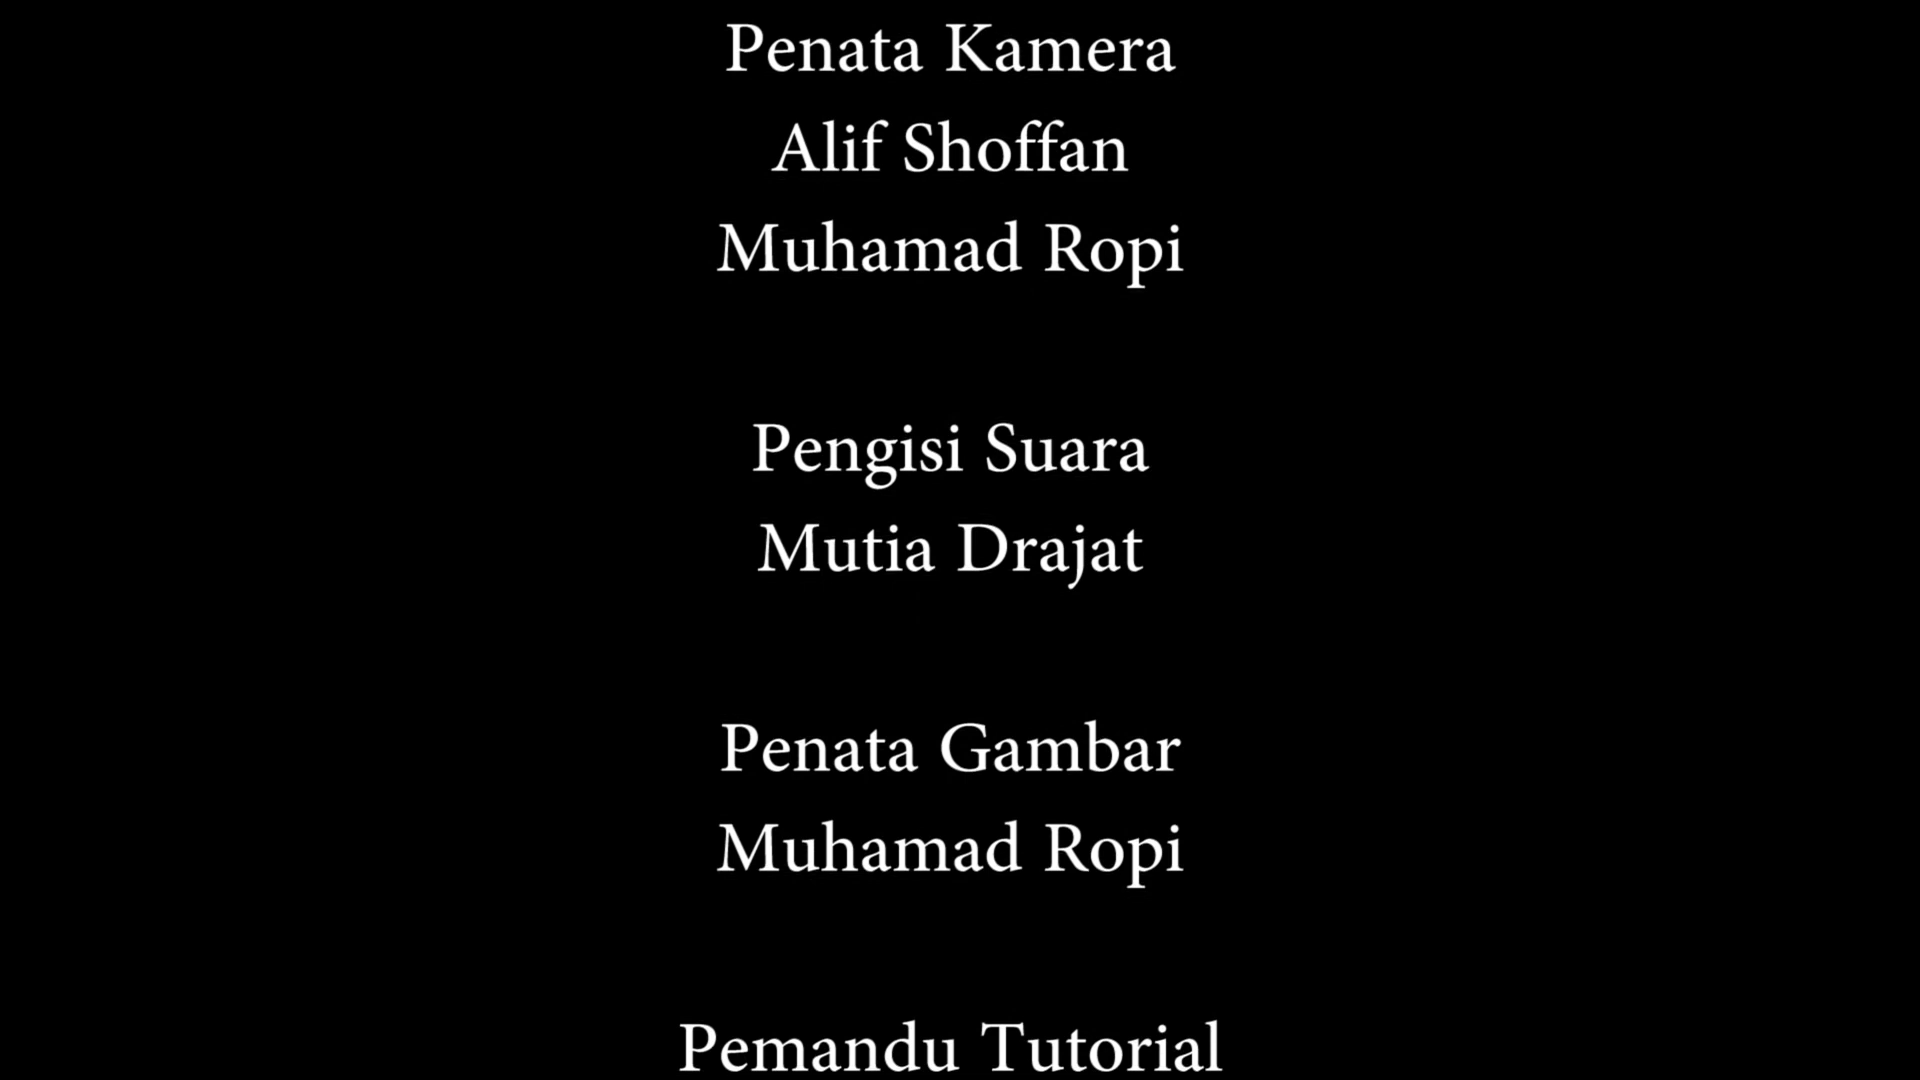 Penata Kamera
Alif Shoffan
Muhamad Ropi
Pengisi Suara
Mutia Drajat
Penata Gambar
Muhamad Ropi
Pemandu Tutorial